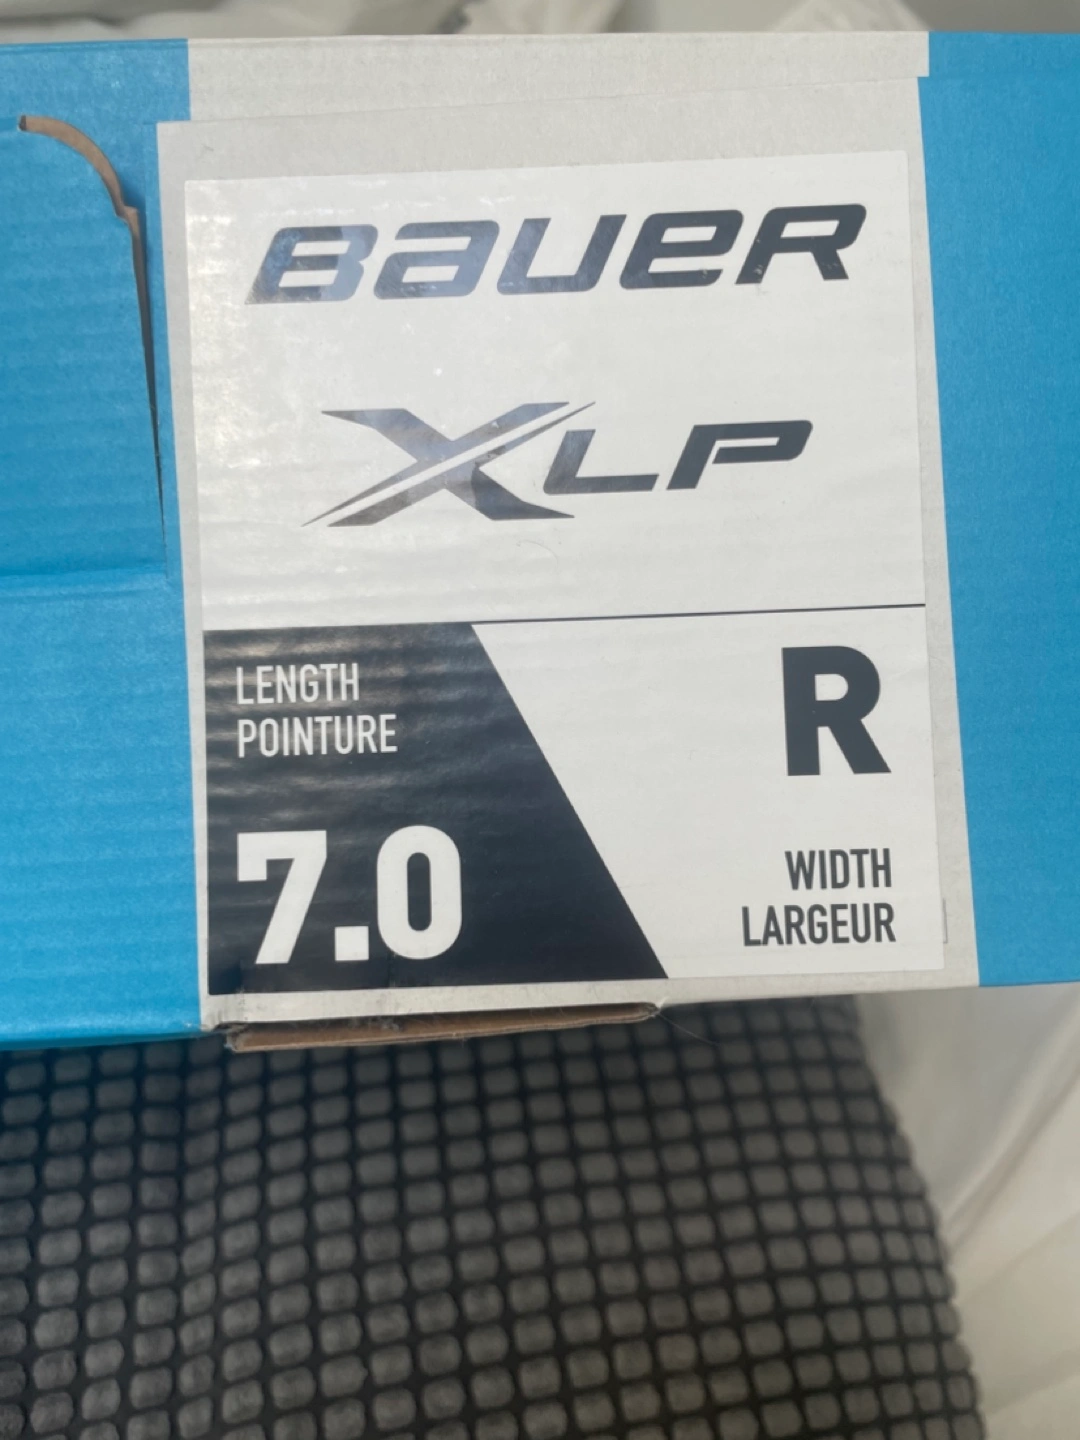 BAUER
XLP
LENGTH
POINTURE
7.0
R
WIDTH
LARGEUR